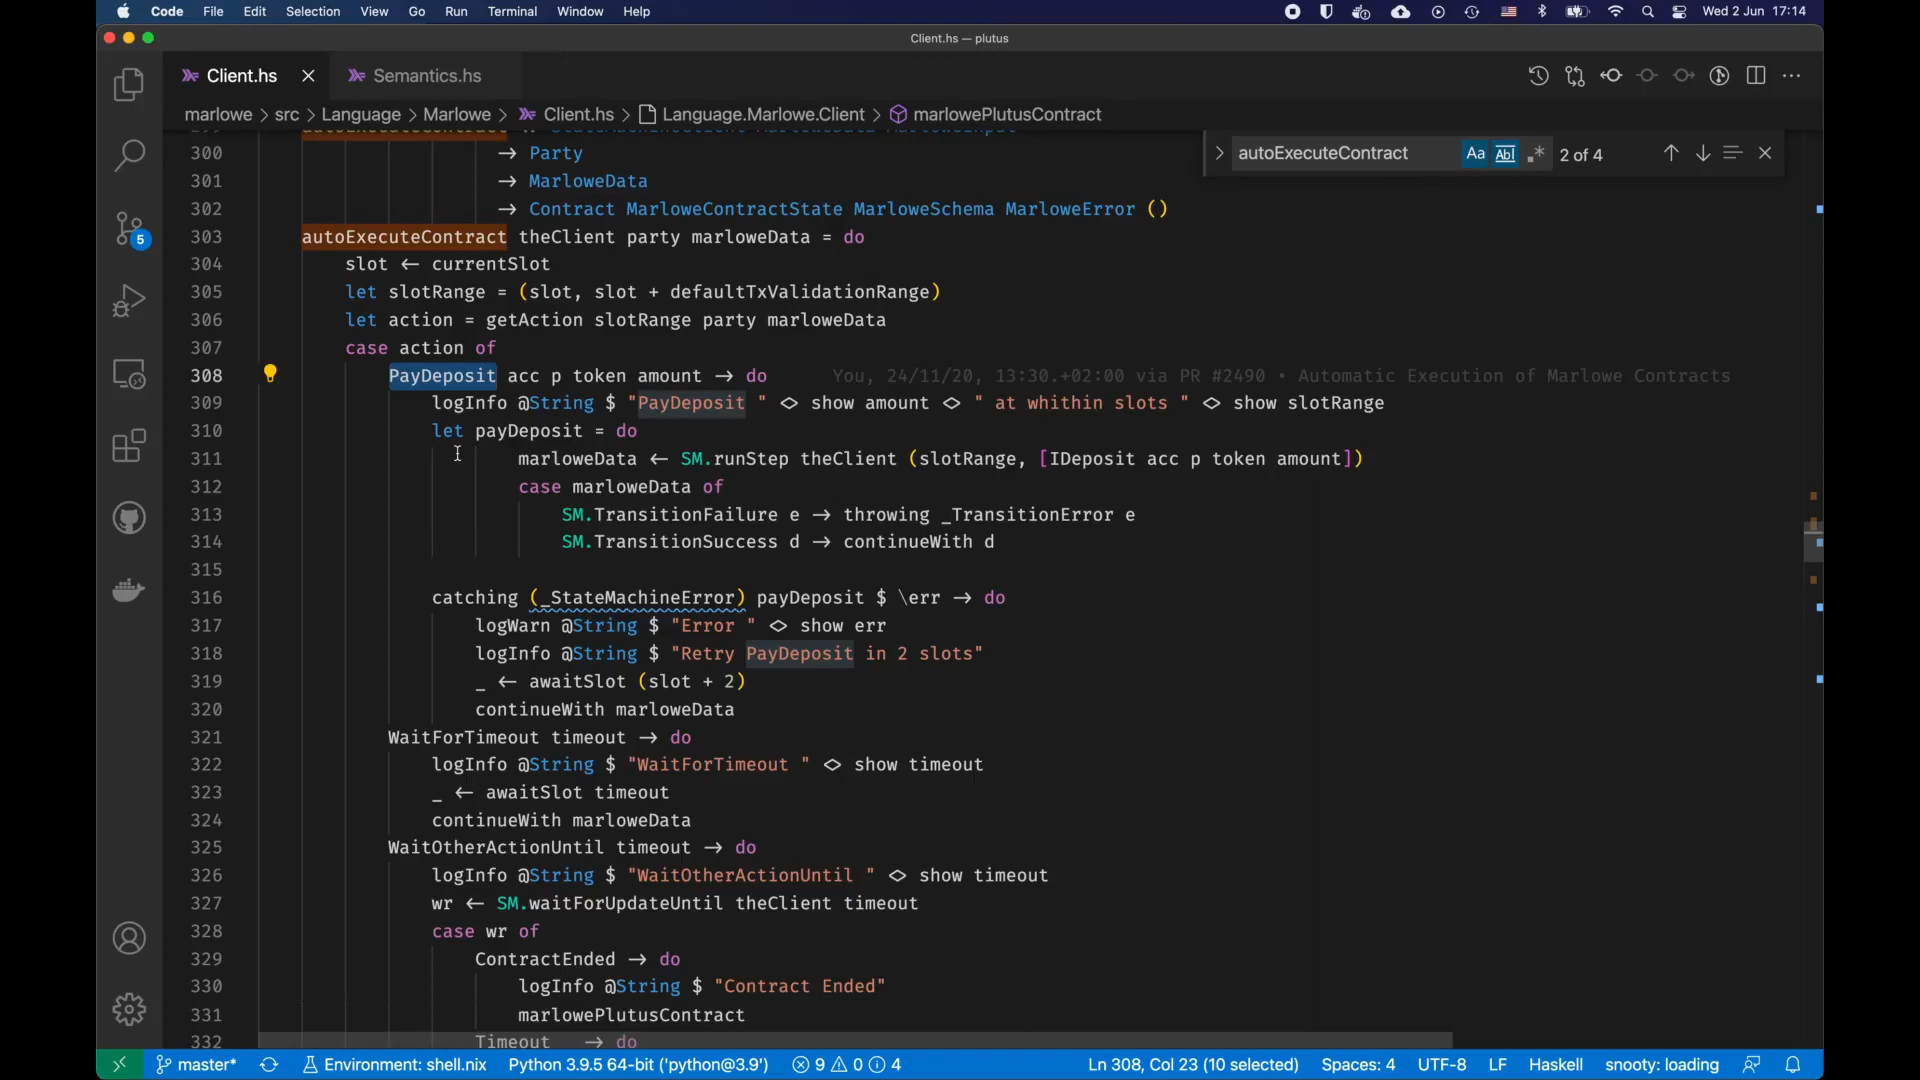 Code File Edit Selection View Go Run Terminal Window Help Wed 2 Jun 17:14
Client.hs — plutus
Client.hs Semantics.hs
marlowe > src > Language > Marlowe > Client.hs > Language.Marlowe.Client > marlowePlutusContract
autoExecuteContract 2 of 4
Aa Abl .*
300 → Party
301 → MarloweData
302 → Contract MarloweContractState MarloweSchema MarloweError ()
303 autoExecuteContract theClient party marloweData = do
304 slot ← currentSlot
305 let slotRange = (slot, slot + defaultTxValidationRange)
306 let action = getAction slotRange party marloweData
307 case action of
308 PayDeposit acc p token amount → do You, 24/11/20, 13:30.+02:00 via PR #2490 • Automatic Execution of Marlowe Contracts
309 logInfo @String $ "PayDeposit " <> show amount <> " at whithin slots " <> show slotRange
310 let payDeposit = do
311 marloweData ← SM.runStep theClient (slotRange, [IDeposit acc p token amount])
312 case marloweData of
313 SM.TransitionFailure e → throwing _TransitionError e
314 SM.TransitionSuccess d → continueWith d
315
316 catching (_StateMachineError) payDeposit $ \err → do
317 logWarn @String $ "Error " <> show err
318 logInfo @String $ "Retry PayDeposit in 2 slots"
319 _ ← awaitSlot (slot + 2)
320 continueWith marloweData
321 WaitForTimeout timeout → do
322 logInfo @String $ "WaitForTimeout " <> show timeout
323 _ ← awaitSlot timeout
324 continueWith marloweData
325 WaitOtherActionUntil timeout → do
326 logInfo @String $ "WaitOtherActionUntil " <> show timeout
327 wr ← SM.waitForUpdateUntil theClient timeout
328 case wr of
329 ContractEnded → do
330 logInfo @String $ "Contract Ended"
331 marlowePlutusContract
332 Timeout → do
5
master* Environment: shell.nix Python 3.9.5 64-bit ('python@3.9') 9 0 4 Ln 308, Col 23 (10 selected) Spaces: 4 UTF-8 LF Haskell snooty: loading